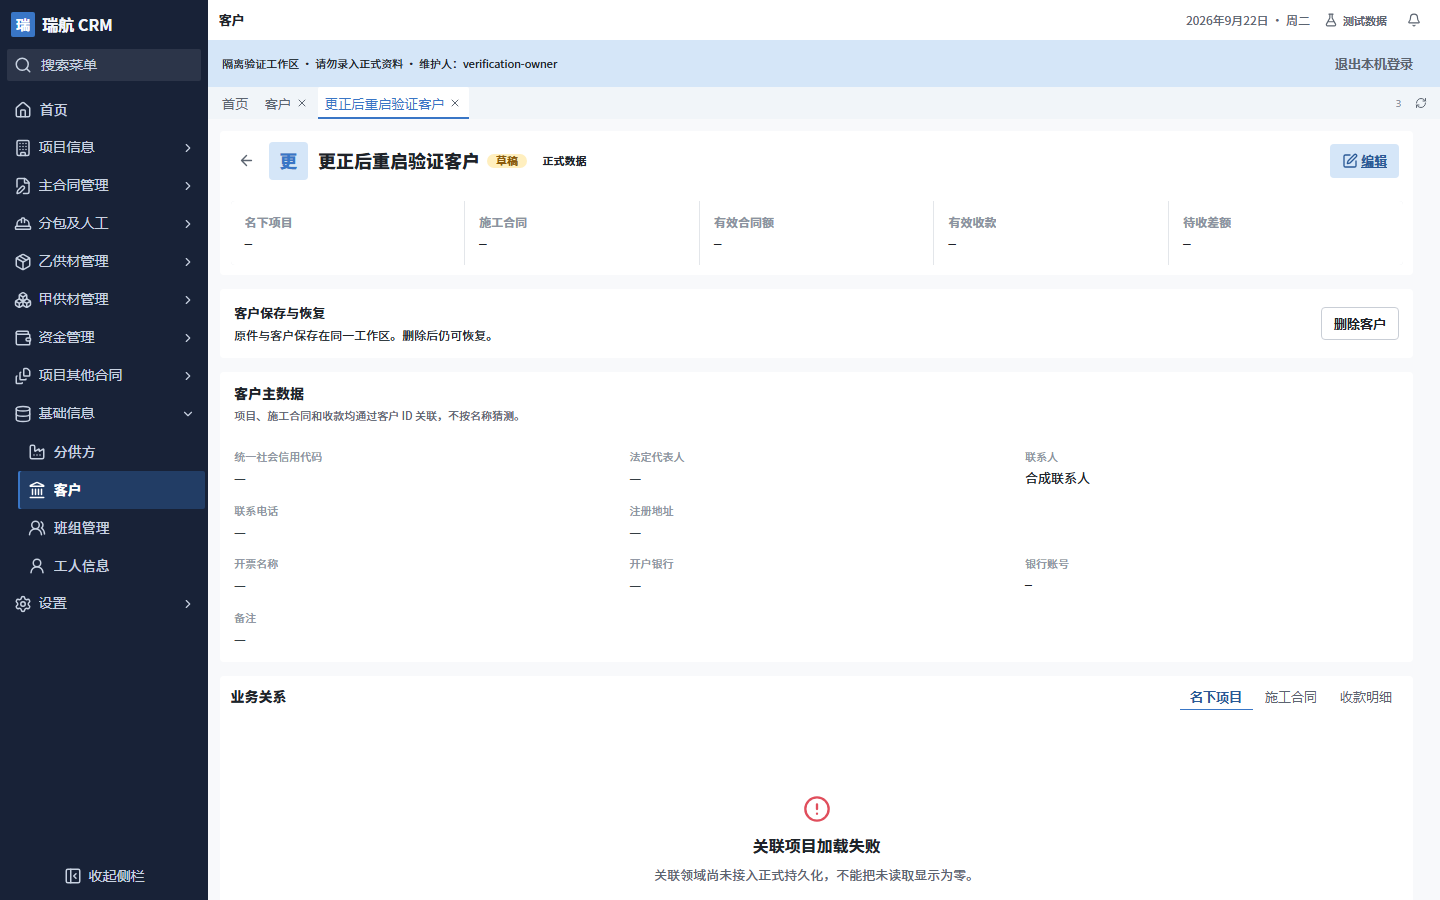 瑞 瑞航 CRM
搜索菜单
首页
项目信息
主合同管理
分包及人工
乙供材管理
甲供材管理
资金管理
项目其他合同
基础信息
分供方
客户
班组管理
工人信息
设置
收起侧栏
客户
2026年9月22日 · 周二 测试数据
隔离验证工作区 · 请勿录入正式资料 · 维护人：verification-owner
退出本机登录
首页 客户 更正后重启验证客户 3
更 更正后重启验证客户 草稿 正式数据
编辑
名下项目 施工合同 有效合同额 有效收款 待收差额
— — — — —
客户保存与恢复
原件与客户保存在同一工作区。删除后仍可恢复。
删除客户
客户主数据
项目、施工合同和收款均通过客户 ID 关联，不按名称猜测。
统一社会信用代码 法定代表人 联系人
— — 合成联系人
联系电话 注册地址
— —
开票名称 开户银行 银行账号
— — —
备注
—
业务关系
名下项目 施工合同 收款明细
关联项目加载失败
关联领域尚未接入正式持久化，不能把未读取显示为零。